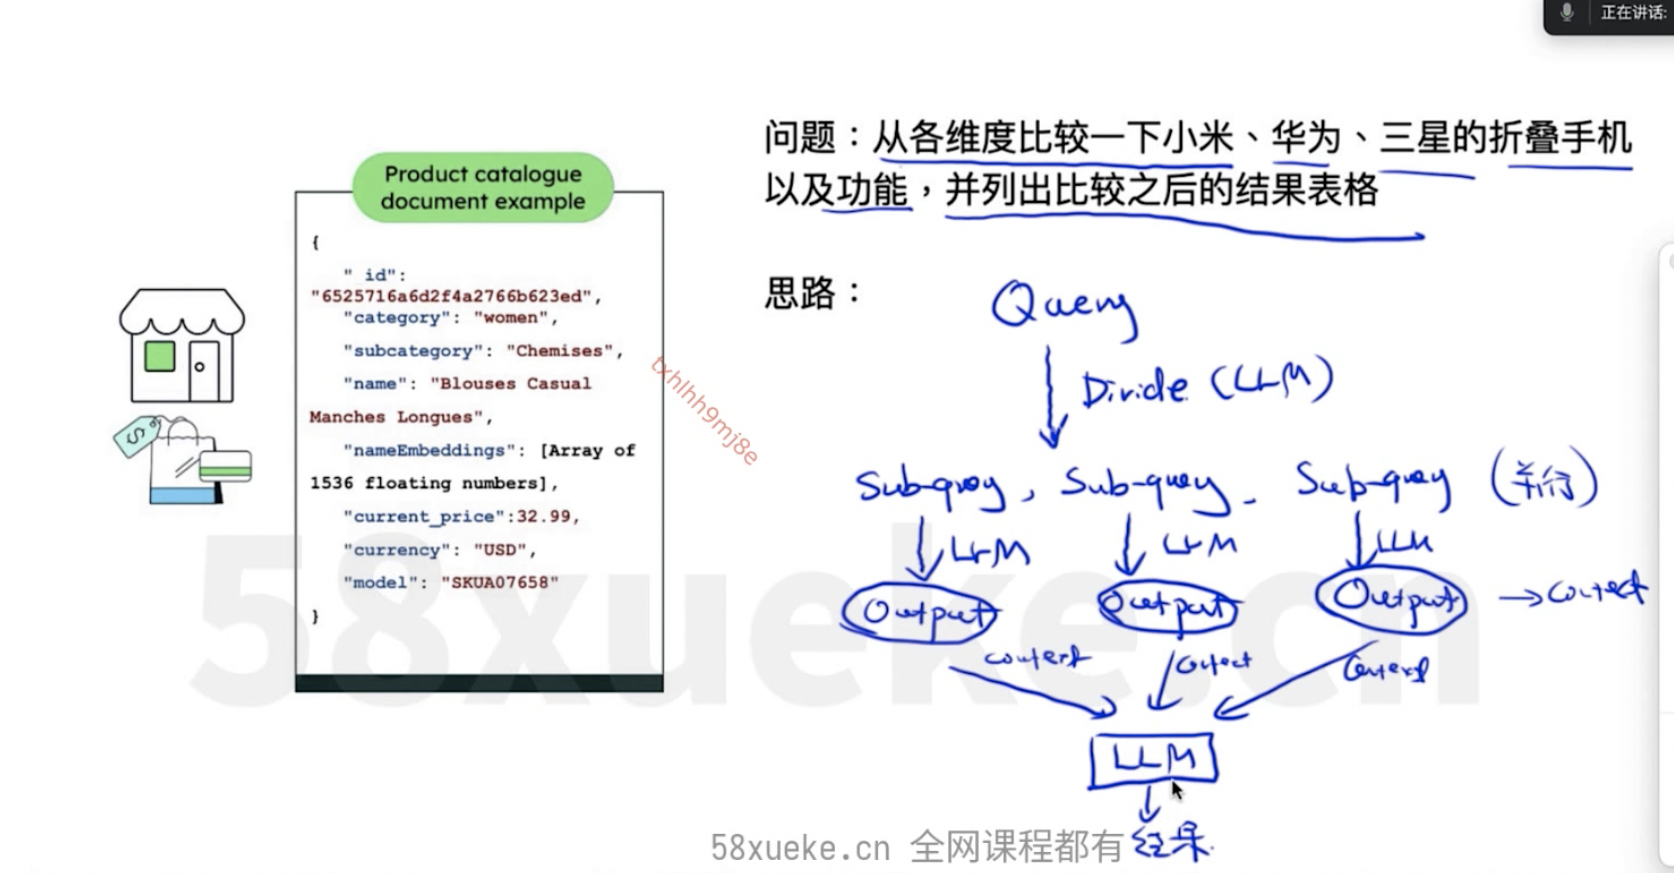 正在讲话:
Product catalogue
document example
{
"_id":
"6525716a6d2f4a2766b623ed",
"category": "women",
"subcategory": "Chemises",
"name": "Blouses Casual
Manches Longues",
"nameEmbeddings": [Array of
1536 floating numbers],
"current_price":32.99,
"currency": "USD",
"model": "SKUA07658"
}
txhlhh9mj8e
问题：从各维度比较一下小米、华为、三星的折叠手机
以及功能，并列出比较之后的结果表格
思路：
Query
Divide (LLM)
Sub-query, Sub-query - Sub-query (并行)
LLM LLM LLM
Output Output Output → context
context context context
LLM
结果
58xueke.cn
58xueke.cn 全网课程都有